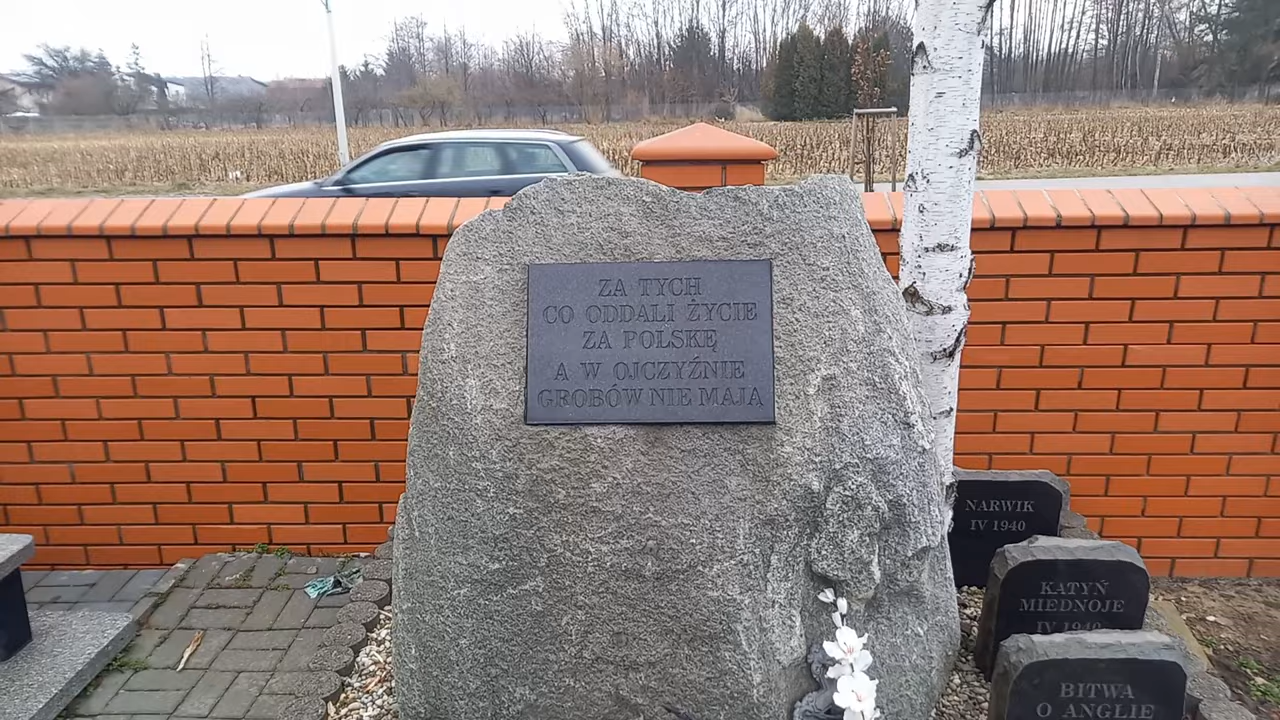 ZA TYCH
CO ODDALI ŻYCIE
ZA POLSKĘ
A W OJCZYŹNIE
GROBÓW NIE MAJĄ
NARWIK
IV 1940
KATYŃ
MIEDNOJE
IV 1940
BITWA
O ANGLIĘ